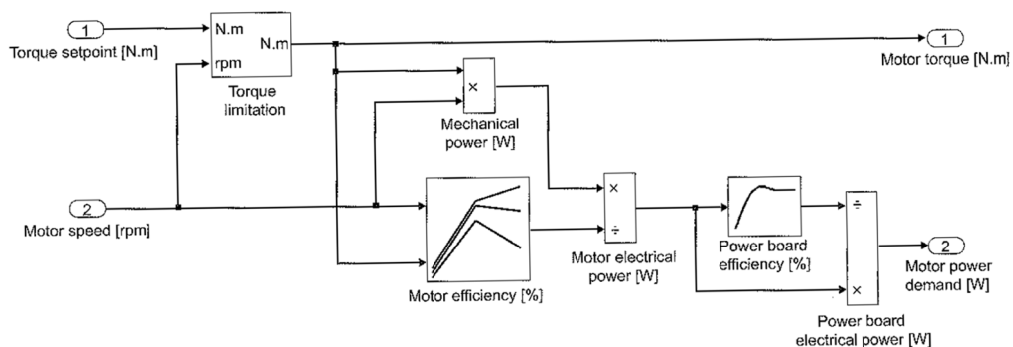 1
Torque setpoint [N.m]
N.m
rpm
N.m
Torque
limitation
1
Motor torque [N.m]
×
Mechanical
power [W]
2
Motor speed [rpm]
Motor efficiency [%]
×
÷
Motor electrical
power [W]
Power board
efficiency [%]
÷
×
Power board
electrical power [W]
2
Motor power
demand [W]